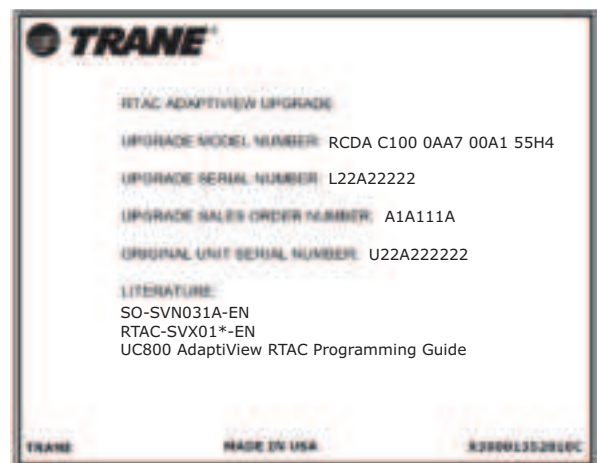 TRANE
RTAC ADAPTIVIEW UPGRADE
UPGRADE MODEL NUMBER: RCDA C100 0AA7 00A1 55H4
UPGRADE SERIAL NUMBER: L22A22222
UPGRADE SALES ORDER NUMBER: A1A111A
ORIGINAL UNIT SERIAL NUMBER: U22A222222
LITERATURE:
SO-SVN031A-EN
RTAC-SVX01*-EN
UC800 AdaptiView RTAC Programming Guide
TRANE MADE IN USA